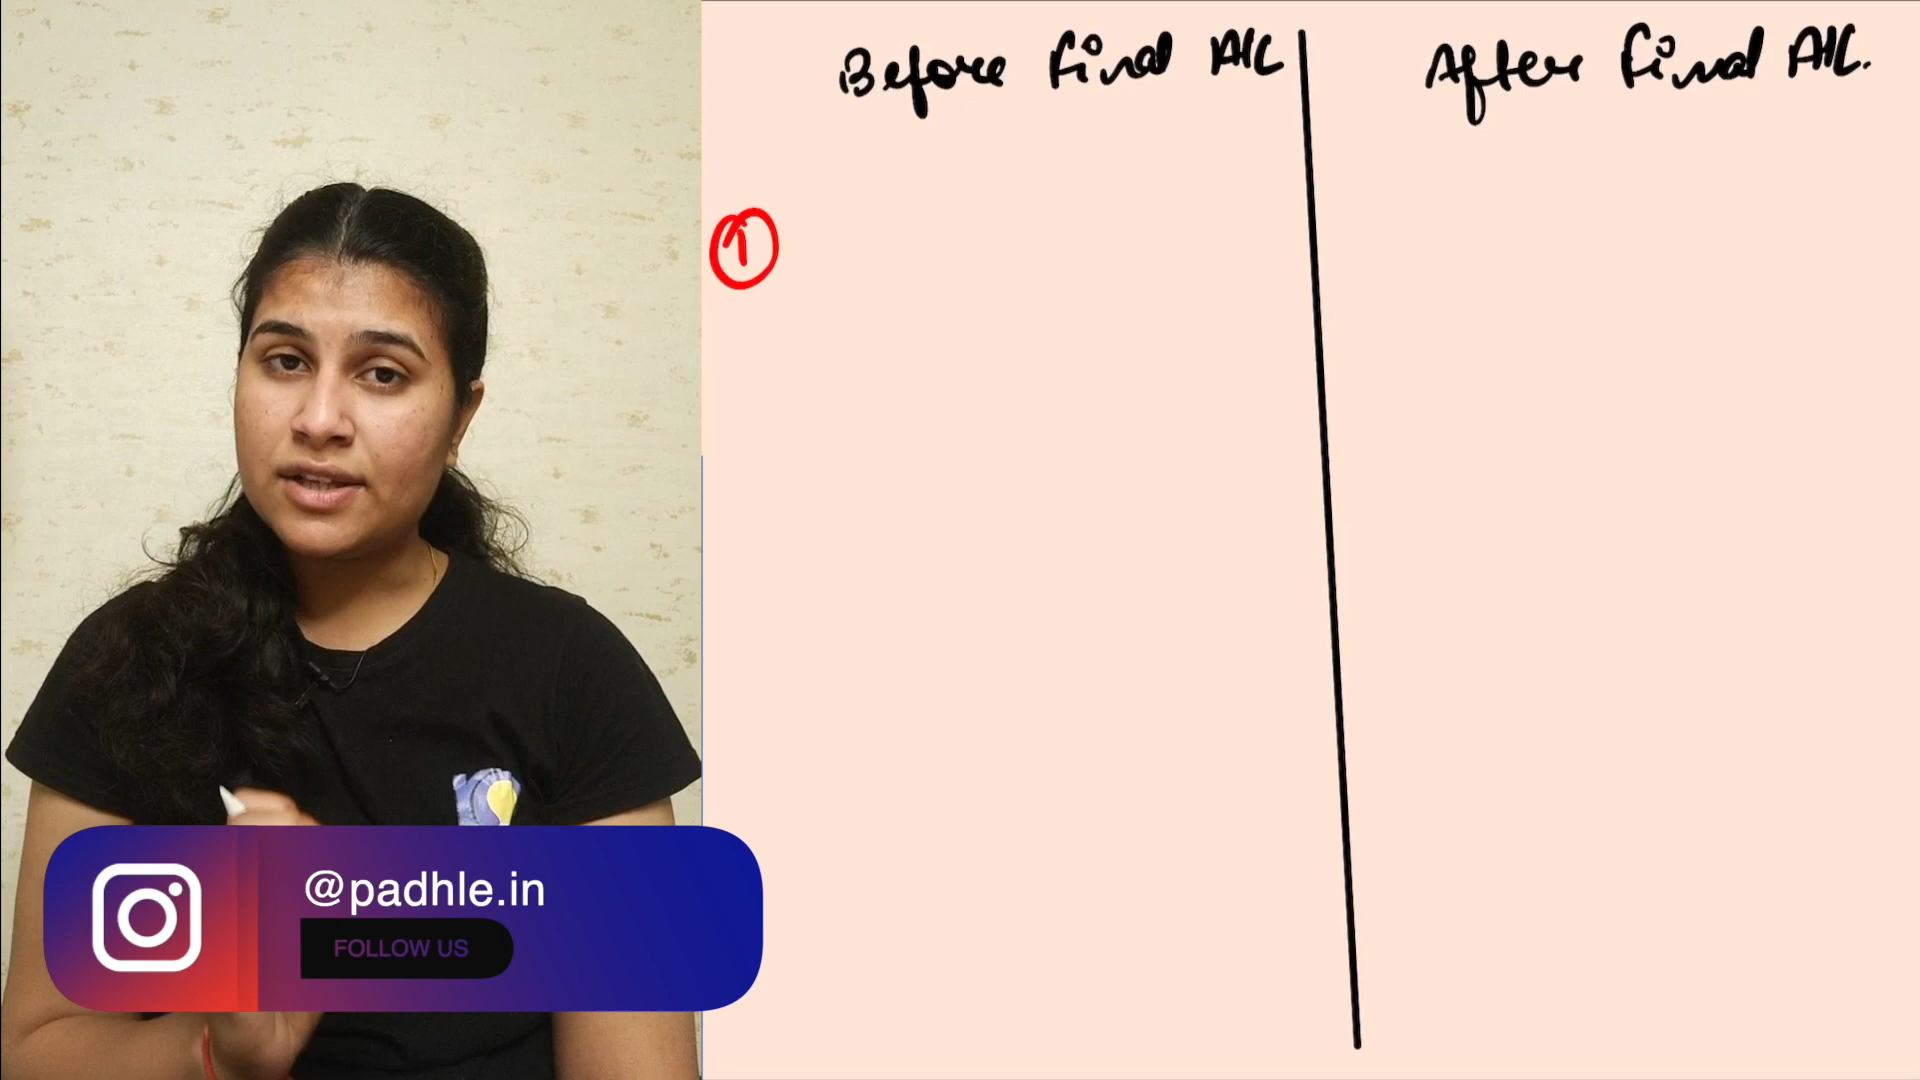 Before Final A/C
After Final A/C.
1
@padhle.in
FOLLOW US